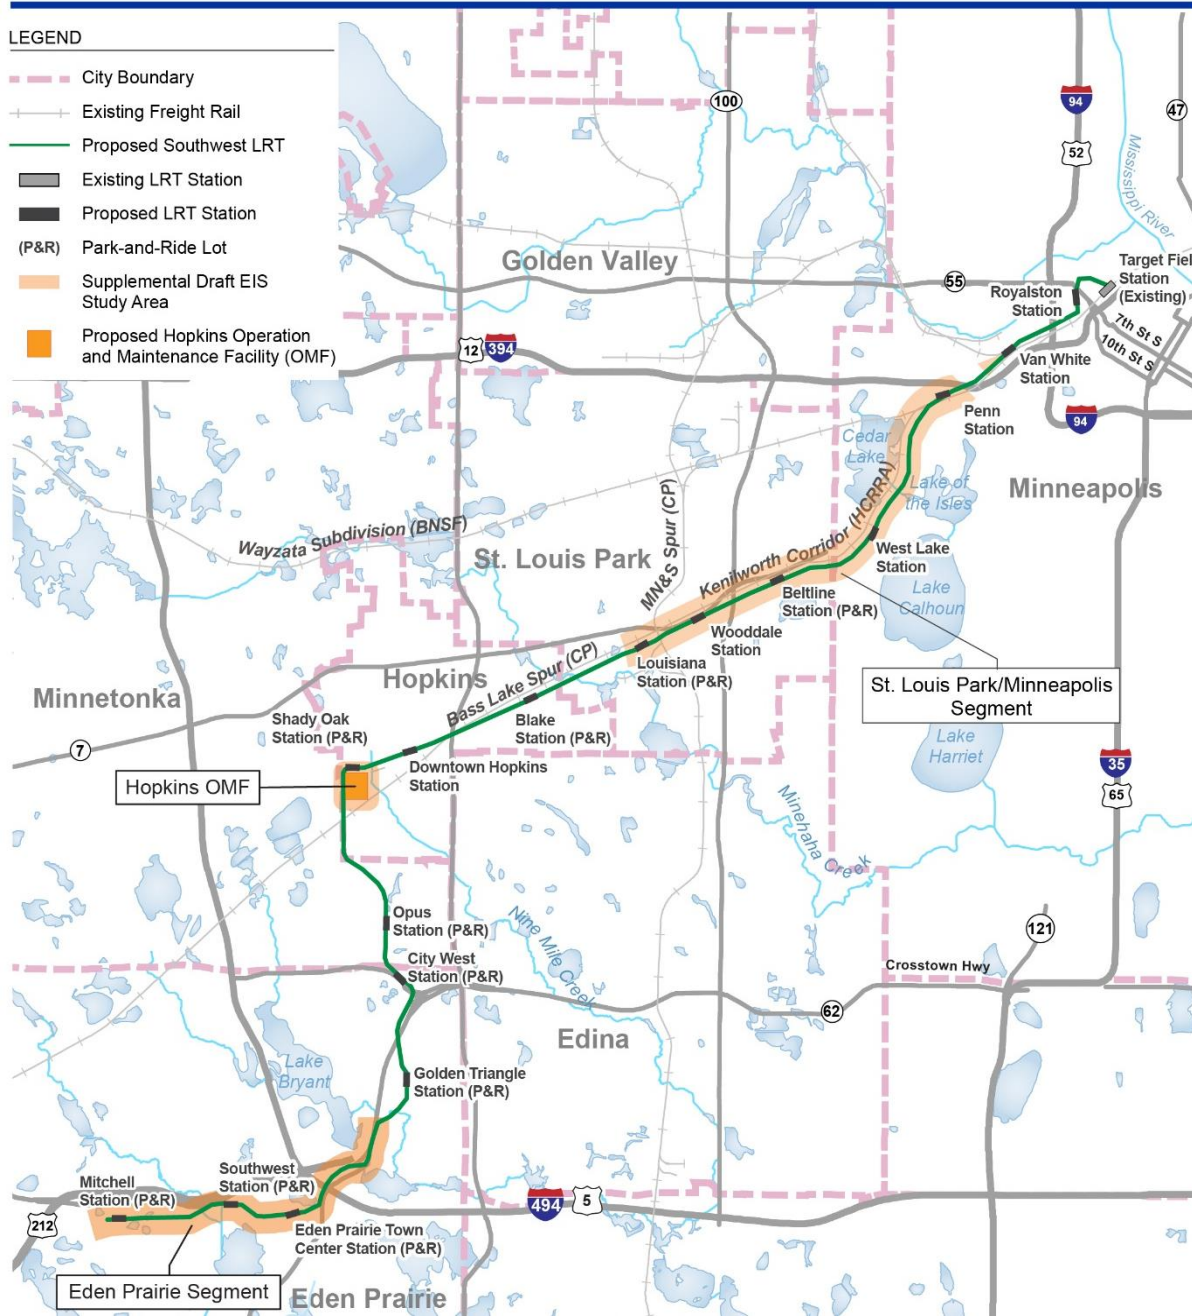 LEGEND
City Boundary
Existing Freight Rail
Proposed Southwest LRT
Existing LRT Station
Proposed LRT Station
(P&R) Park-and-Ride Lot
Supplemental Draft EIS
Study Area
Proposed Hopkins Operation
and Maintenance Facility (OMF)
100
94
47
52
Mississippi River
Golden Valley
55
Royalston
Station
Target Fiel
Station
(Existing)
7th St S
10th St S
12
394
Van White
Station
Penn
Station
94
Cedar
Lake
Lake of
the Isles
Minneapolis
Wayzata Subdivision (BNSF)
St. Louis Park
MN&S Spur (CP)
Kenilworth Corridor (HCRRA)
West Lake
Station
Beltline
Station (P&R)
Lake
Calhoun
Wooddale
Station
Louisiana
Station (P&R)
St. Louis Park/Minneapolis
Segment
Hopkins
Bass Lake Spur (CP)
Minnetonka
Shady Oak
Station (P&R)
Blake
Station (P&R)
7
Downtown Hopkins
Station
Hopkins OMF
Lake
Harriet
35
65
Minehaha Creek
Opus
Station (P&R)
Nine Mile Creek
City West
Station (P&R)
121
Crosstown Hwy
62
Edina
Lake
Bryant
Golden Triangle
Station (P&R)
Southwest
Station (P&R)
Mitchell
Station (P&R)
494
5
212
Eden Prairie Town
Center Station (P&R)
Eden Prairie Segment
Eden Prairie